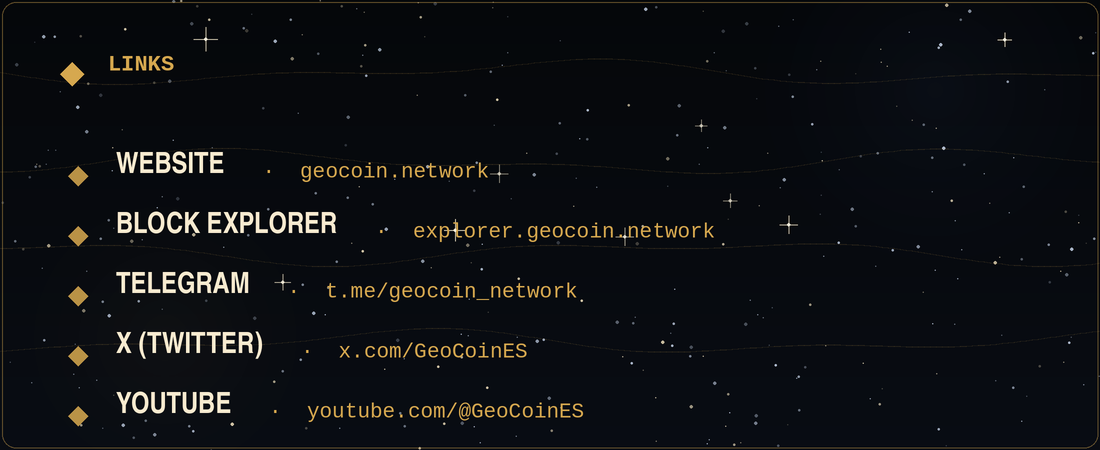 LINKS
WEBSITE · geocoin.network
BLOCK EXPLORER · explorer.geocoin.network
TELEGRAM · t.me/geocoin_network
X (TWITTER) · x.com/GeoCoinES
YOUTUBE · youtube.com/@GeoCoinES